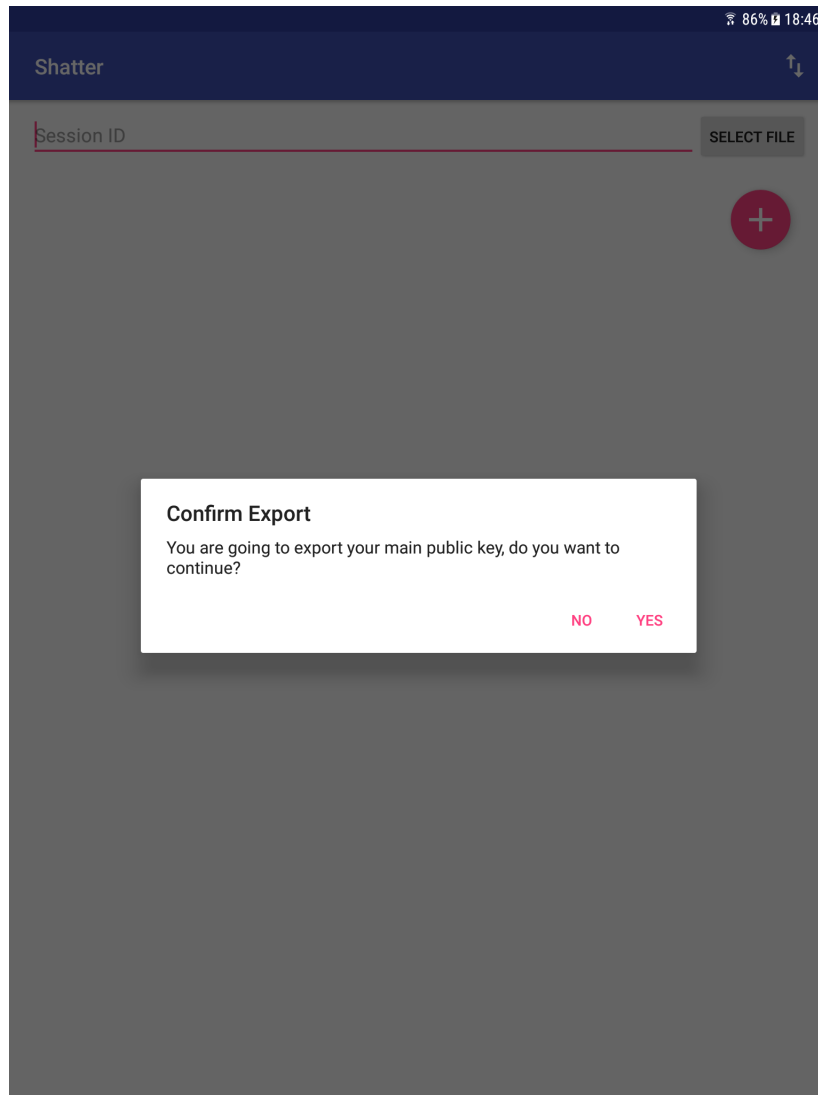 86% 18:46
Shatter
Session ID
SELECT FILE
Confirm Export
You are going to export your main public key, do you want to
continue?
NO YES